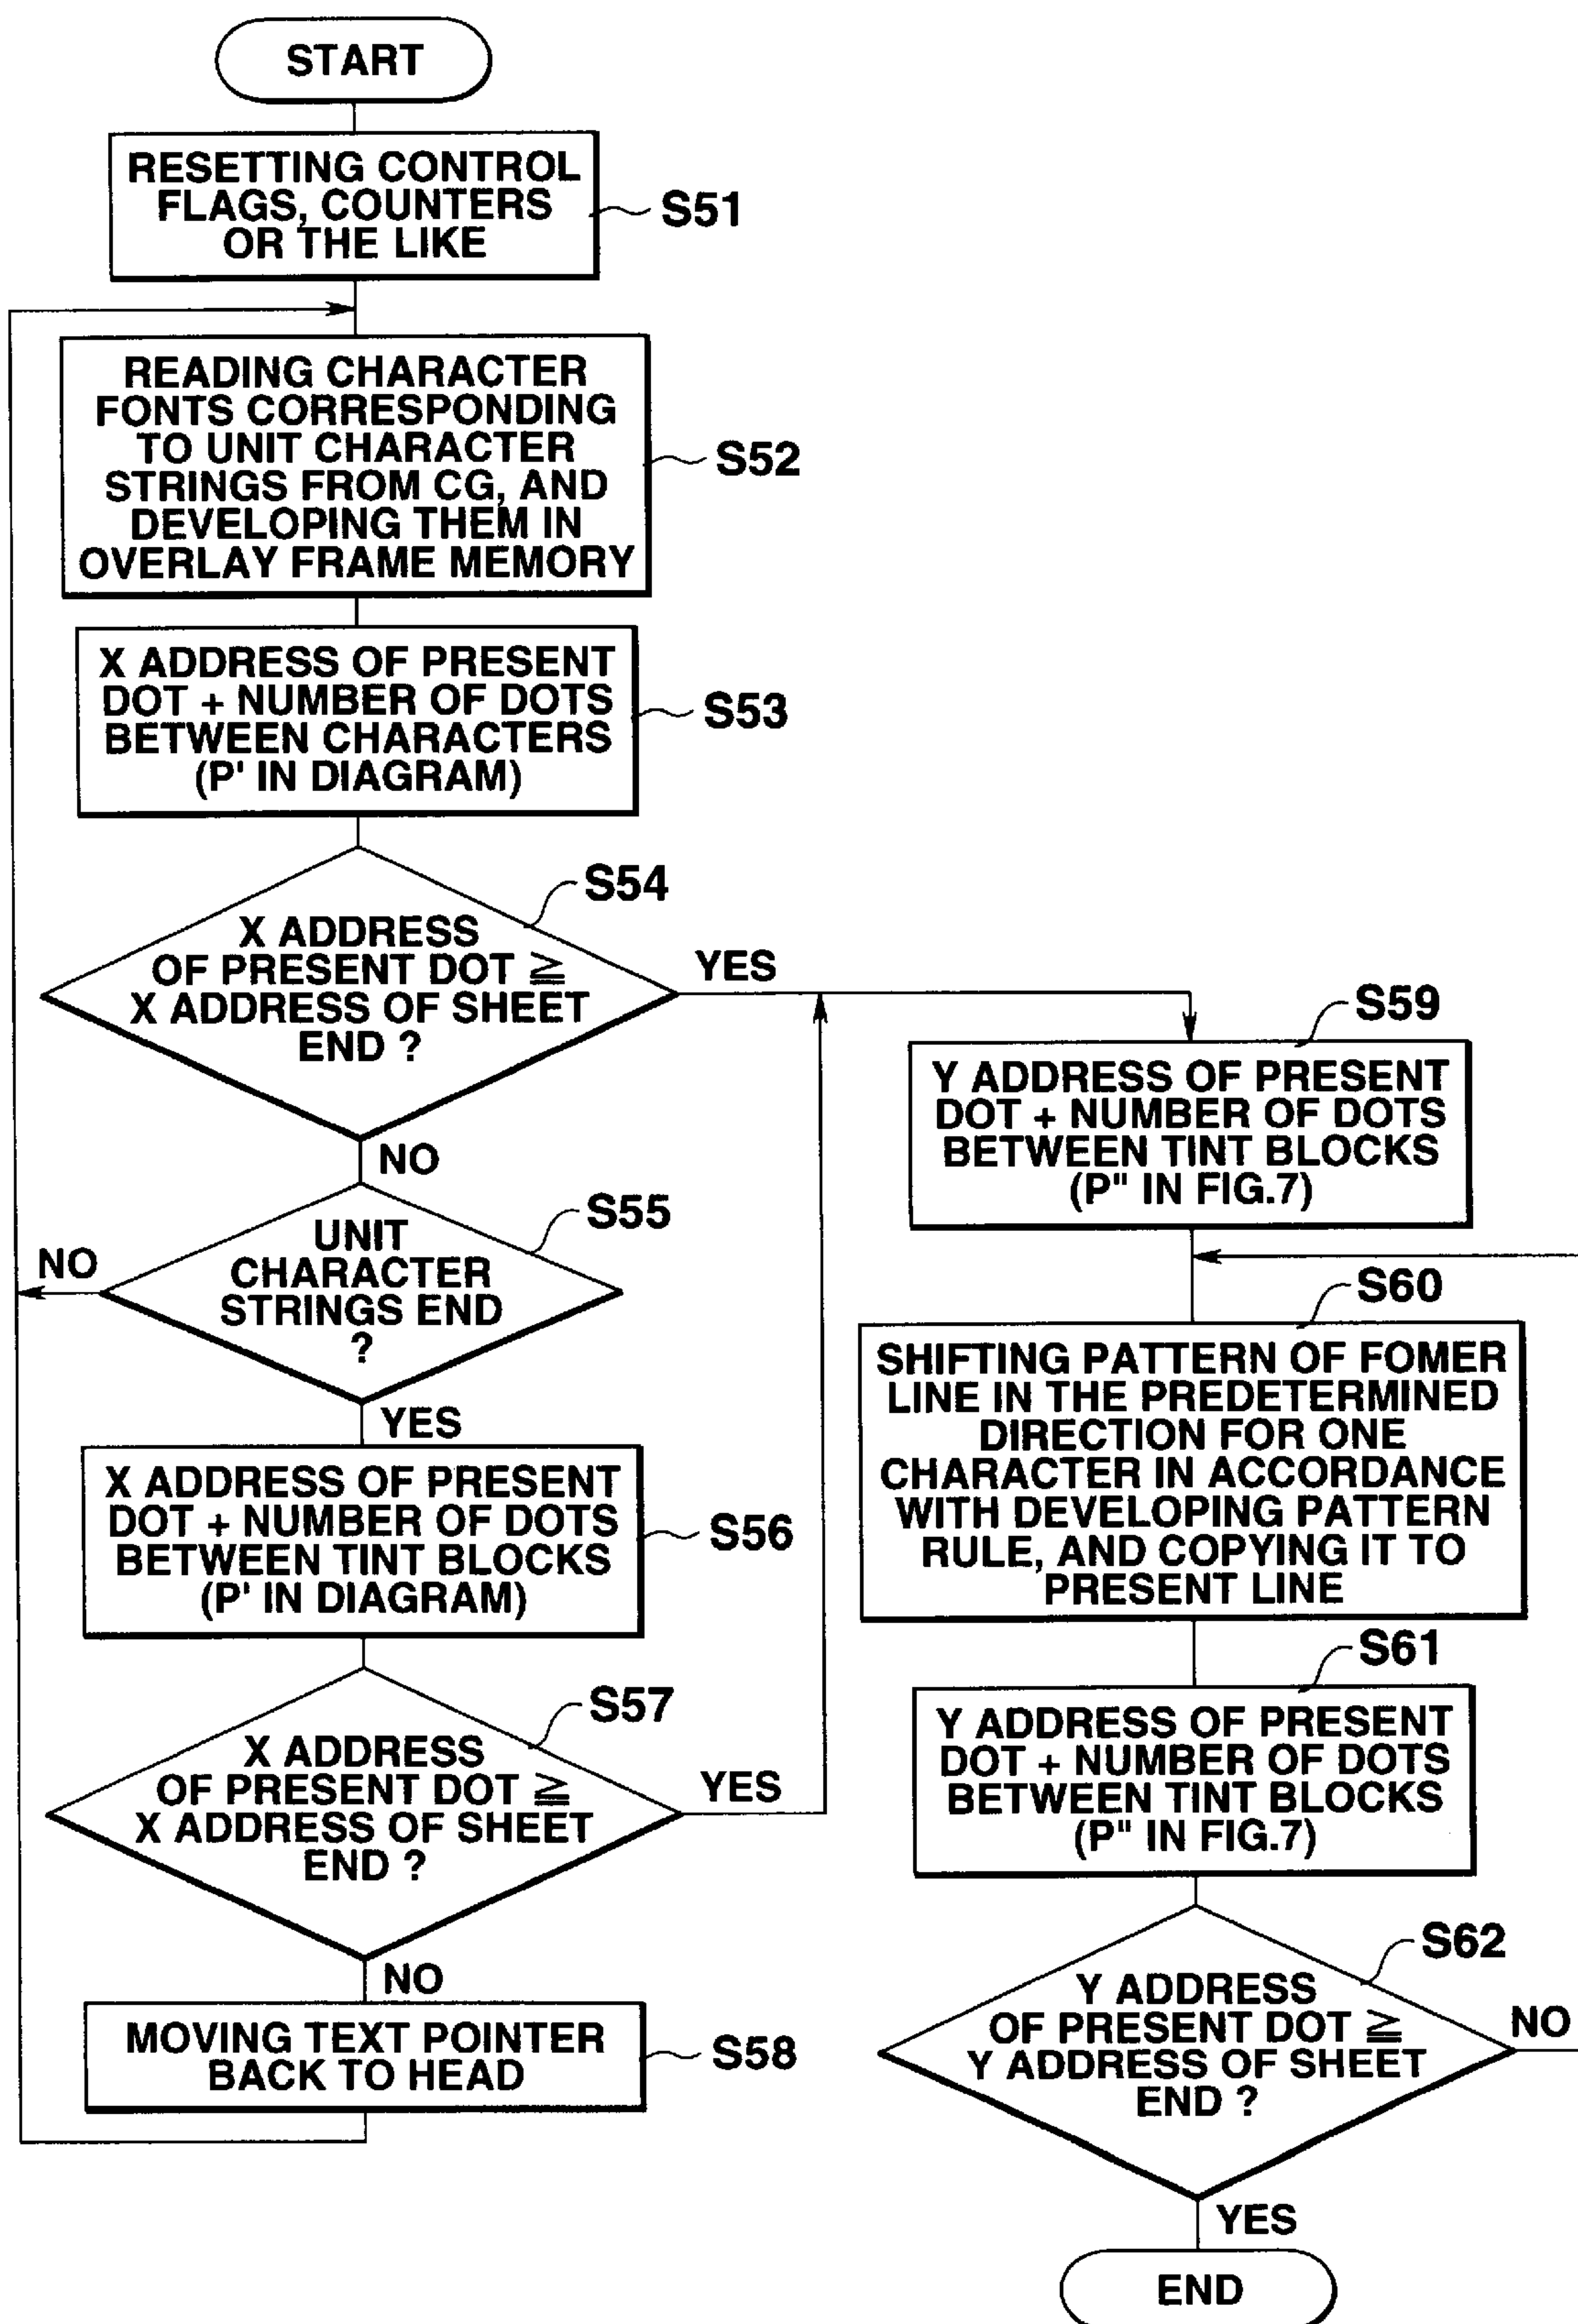 START
RESETTING CONTROL
FLAGS, COUNTERS
OR THE LIKE
S51
READING CHARACTER
FONTS CORRESPONDING
TO UNIT CHARACTER
STRINGS FROM CG, AND
DEVELOPING THEM IN
OVERLAY FRAME MEMORY
S52
X ADDRESS OF PRESENT
DOT + NUMBER OF DOTS
BETWEEN CHARACTERS
(P' IN DIAGRAM)
S53
S54
X ADDRESS
OF PRESENT DOT ≧
X ADDRESS OF SHEET
END ?
YES
NO
S55
UNIT
CHARACTER
STRINGS END
?
NO
YES
X ADDRESS OF PRESENT
DOT + NUMBER OF DOTS
BETWEEN TINT BLOCKS
(P' IN DIAGRAM)
S56
S57
X ADDRESS
OF PRESENT DOT ≧
X ADDRESS OF SHEET
END ?
YES
NO
MOVING TEXT POINTER
BACK TO HEAD
S58
S59
Y ADDRESS OF PRESENT
DOT + NUMBER OF DOTS
BETWEEN TINT BLOCKS
(P" IN FIG.7)
S60
SHIFTING PATTERN OF FOMER
LINE IN THE PREDETERMINED
DIRECTION FOR ONE
CHARACTER IN ACCORDANCE
WITH DEVELOPING PATTERN
RULE, AND COPYING IT TO
PRESENT LINE
S61
Y ADDRESS OF PRESENT
DOT + NUMBER OF DOTS
BETWEEN TINT BLOCKS
(P" IN FIG.7)
S62
Y ADDRESS
OF PRESENT DOT ≧
Y ADDRESS OF SHEET
END ?
NO
YES
END